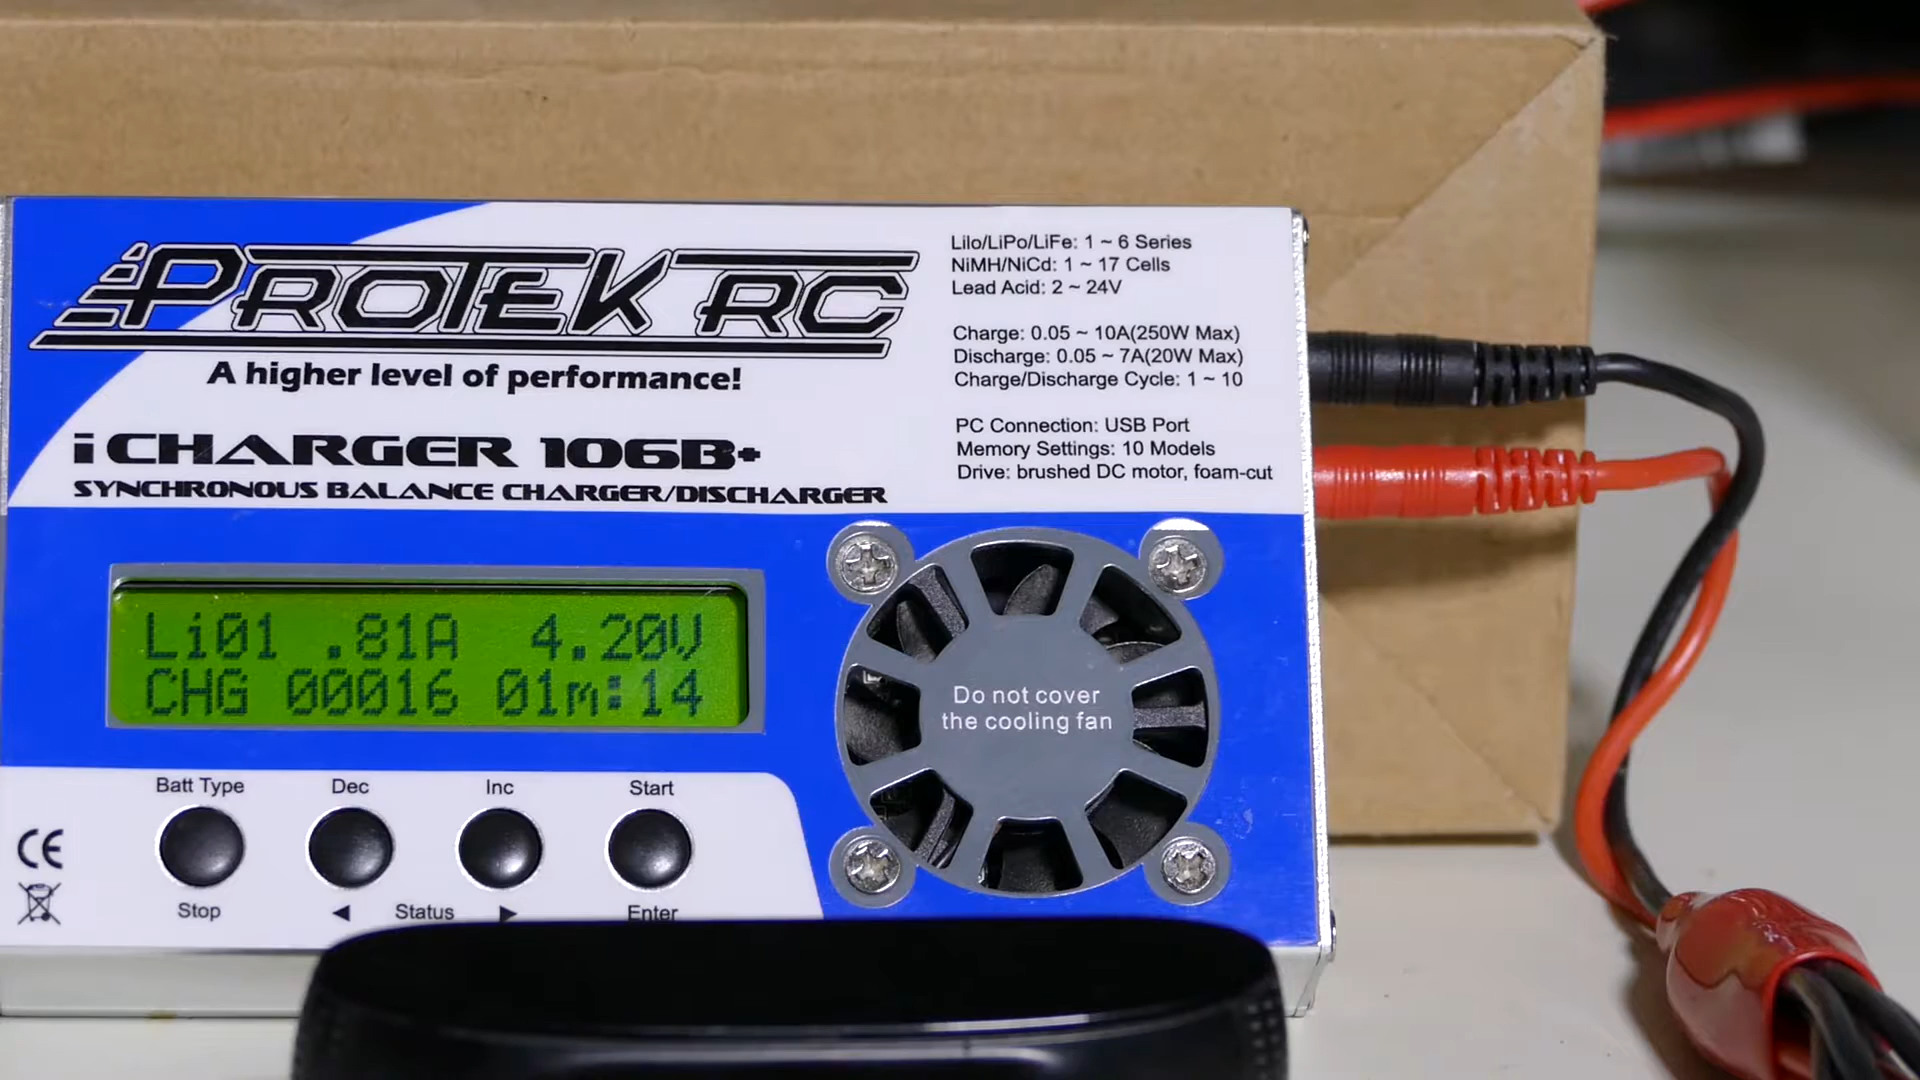 PROTEK RC
A higher level of performance!
iCHARGER 106B+
SYNCHRONOUS BALANCE CHARGER/DISCHARGER
LiIo/LiPo/LiFe: 1 ~ 6 Series
NiMH/NiCd: 1 ~ 17 Cells
Lead Acid: 2 ~ 24V
Charge: 0.05 ~ 10A(250W Max)
Discharge: 0.05 ~ 7A(20W Max)
Charge/Discharge Cycle: 1 ~ 10
PC Connection: USB Port
Memory Settings: 10 Models
Drive: brushed DC motor, foam-cut
Li01 .81A 4.20V
CHG 00016 01m:14
Do not cover
the cooling fan
Batt Type Dec Inc Start
CE
Stop ◀ Status ▶ Enter